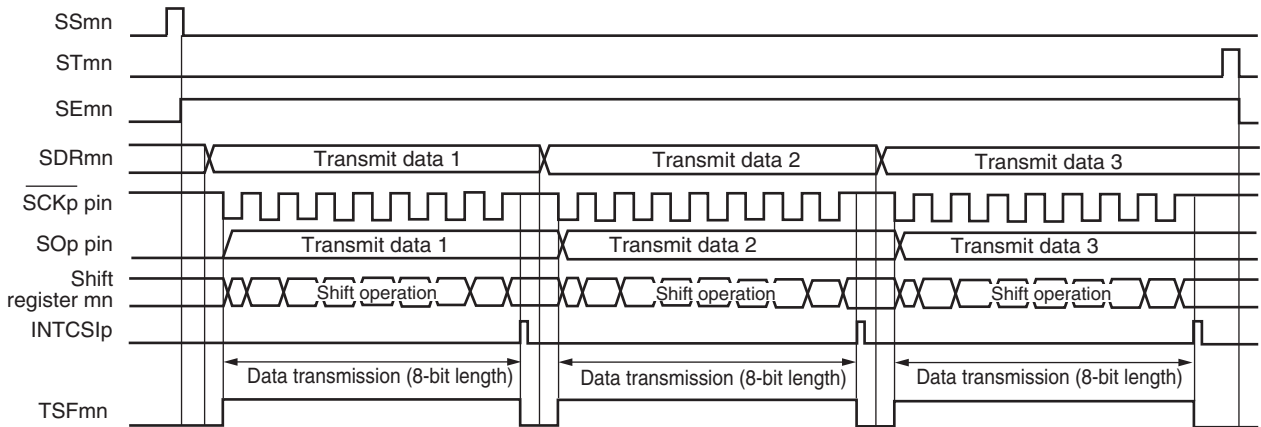 SSmn
STmn
SEmn
SDRmn Transmit data 1 Transmit data 2 Transmit data 3
SCKp pin
SOp pin Transmit data 1 Transmit data 2 Transmit data 3
Shift
register mn Shift operation Shift operation Shift operation
INTCSIp
Data transmission (8-bit length) Data transmission (8-bit length) Data transmission (8-bit length)
TSFmn